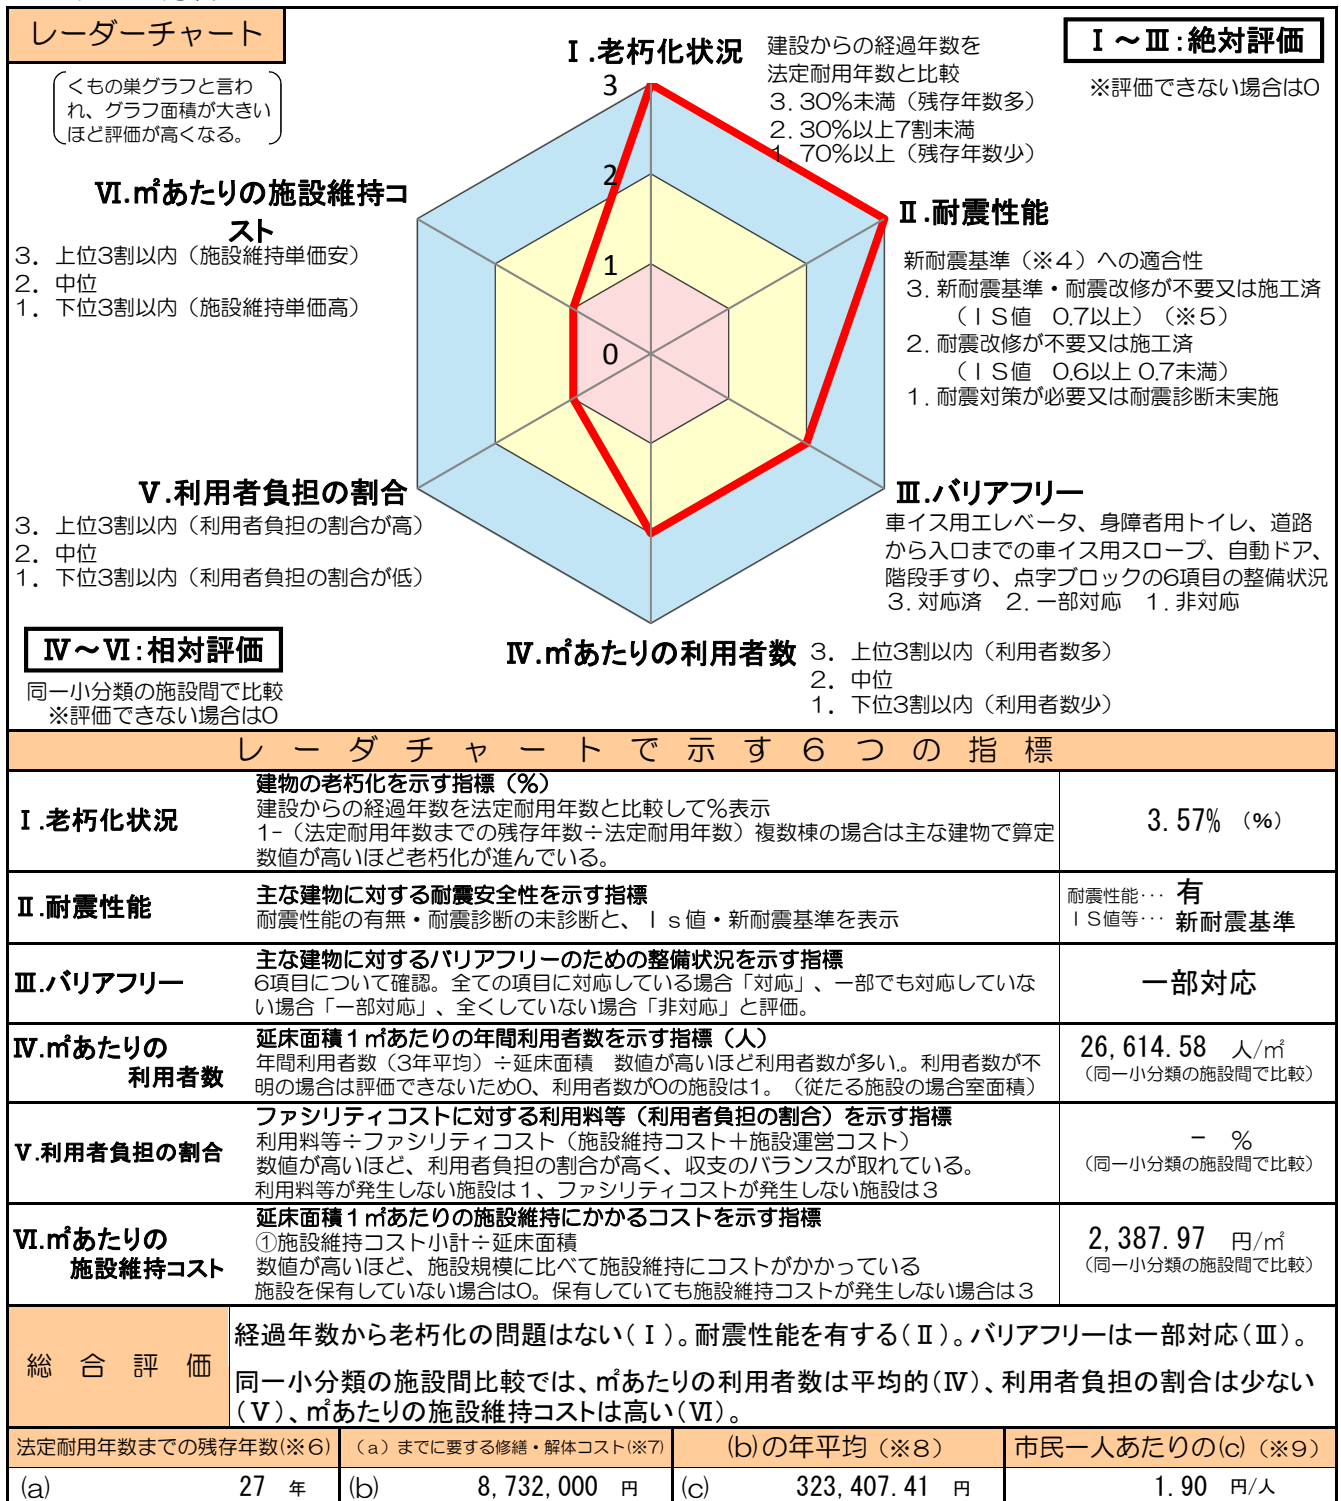 レーダーチャート
くもの巣グラフと言わ
れ、グラフ面積が大きい
ほど評価が高くなる。
Ⅰ～Ⅲ：絶対評価
※評価できない場合は0
Ⅰ.老朽化状況
建設からの経過年数を
法定耐用年数と比較
3. 30%未満（残存年数多）
2. 30%以上7割未満
1. 70%以上（残存年数少）
3
2
1
0
Ⅱ.耐震性能
新耐震基準（※４）への適合性
3. 新耐震基準・耐震改修が不要又は施工済
（ＩＳ値 0.7以上）（※５）
2. 耐震改修が不要又は施工済
（ＩＳ値 0.6以上 0.7未満）
1. 耐震対策が必要又は耐震診断未実施
Ⅲ.バリアフリー
車イス用エレベータ、身障者用トイレ、道路
から入口までの車イス用スロープ、自動ドア、
階段手すり、点字ブロックの6項目の整備状況
3. 対応済 2. 一部対応 1. 非対応
Ⅳ.㎡あたりの利用者数
3. 上位3割以内（利用者数多）
2. 中位
1. 下位3割以内（利用者数少）
Ⅴ.利用者負担の割合
3. 上位3割以内（利用者負担の割合が高）
2. 中位
1. 下位3割以内（利用者負担の割合が低）
Ⅵ.㎡あたりの施設維持コ
スト
3. 上位3割以内（施設維持単価安）
2. 中位
1. 下位3割以内（施設維持単価高）
Ⅳ～Ⅵ：相対評価
同一小分類の施設間で比較
※評価できない場合は0
レーダチャートで示す６つの指標
Ⅰ.老朽化状況
建物の老朽化を示す指標（%）
建設からの経過年数を法定耐用年数と比較して%表示
1-（法定耐用年数までの残存年数÷法定耐用年数）複数棟の場合は主な建物で算定
数値が高いほど老朽化が進んでいる。
3.57% （%）
Ⅱ.耐震性能
主な建物に対する耐震安全性を示す指標
耐震性能の有無・耐震診断の未診断と、Ｉｓ値・新耐震基準を表示
耐震性能… 有
ＩＳ値等… 新耐震基準
Ⅲ.バリアフリー
主な建物に対するバリアフリーのための整備状況を示す指標
6項目について確認。全ての項目に対応している場合「対応」、一部でも対応していな
い場合「一部対応」、全くしていない場合「非対応」と評価。
一部対応
Ⅳ.㎡あたりの
利用者数
延床面積１㎡あたりの年間利用者数を示す指標（人）
年間利用者数（3年平均）÷延床面積 数値が高いほど利用者数が多い。利用者数が不
明の場合は評価できないため0、利用者数が0の施設は1。（従たる施設の場合室面積）
26,614.58 人/㎡
（同一小分類の施設間で比較）
Ⅴ.利用者負担の割合
ファシリティコストに対する利用料等（利用者負担の割合）を示す指標
利用料等÷ファシリティコスト（施設維持コスト＋施設運営コスト）
数値が高いほど、利用者負担の割合が高く、収支のバランスが取れている。
利用料等が発生しない施設は１、ファシリティコストが発生しない施設は３
- %
（同一小分類の施設間で比較）
Ⅵ.㎡あたりの
施設維持コスト
延床面積１㎡あたりの施設維持にかかるコストを示す指標
①施設維持コスト小計÷延床面積
数値が高いほど、施設規模に比べて施設維持にコストがかかっている
施設を保有していない場合は0。保有していても施設維持コストが発生しない場合は３
2,387.97 円/㎡
（同一小分類の施設間で比較）
総合評価
経過年数から老朽化の問題はない（Ⅰ）。耐震性能を有する（Ⅱ）。バリアフリーは一部対応（Ⅲ）。
同一小分類の施設間比較では、㎡あたりの利用者数は平均的（Ⅳ）、利用者負担の割合は少ない
（Ⅴ）、㎡あたりの施設維持コストは高い（Ⅵ）。
法定耐用年数までの残存年数(※６) （a）までに要する修繕・解体コスト(※７) (b)の年平均（※８） 市民一人あたりの(c)（※９）
(a) 27 年 (b) 8,732,000 円 (c) 323,407.41 円 1.90 円/人